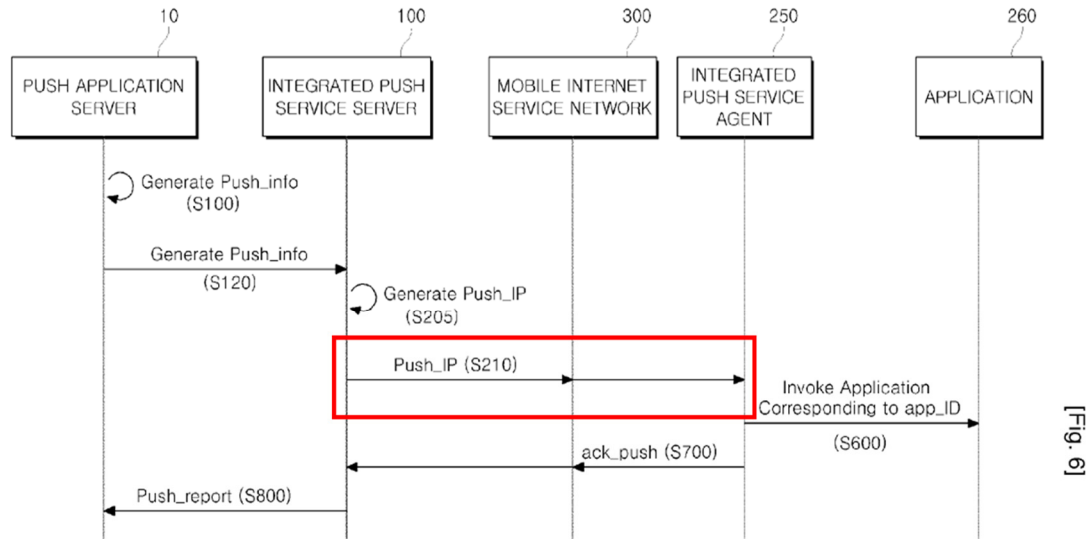 10
100
300
250
260
PUSH APPLICATION
SERVER
INTEGRATED PUSH
SERVICE SERVER
MOBILE INTERNET
SERVICE NETWORK
INTEGRATED
PUSH SERVICE
AGENT
APPLICATION
Generate Push_info
(S100)
Generate Push_info
(S120)
Generate Push_IP
(S205)
Push_IP (S210)
Invoke Application
Corresponding to app_ID
(S600)
ack_push (S700)
Push_report (S800)
[Fig. 6]